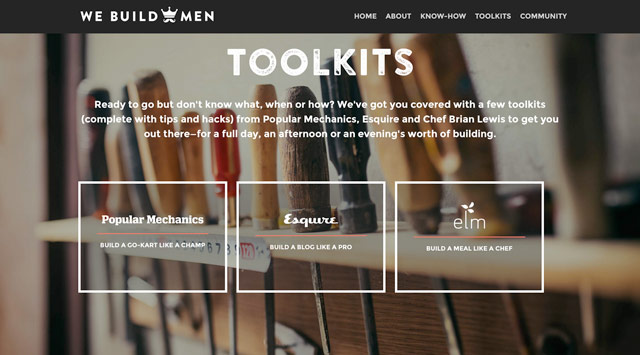 WE BUILD MEN
HOME ABOUT KNOW-HOW TOOLKITS COMMUNITY
TOOLKITS
Ready to go but don't know what, when or how? We've got you covered with a few toolkits
(complete with tips and hacks) from Popular Mechanics, Esquire and Chef Brian Lewis to get you
out there—for a full day, an afternoon or an evening's worth of building.
Popular Mechanics
BUILD A GO-KART LIKE A CHAMP
Esquire
BUILD A BLOG LIKE A PRO
elm
BUILD A MEAL LIKE A CHEF